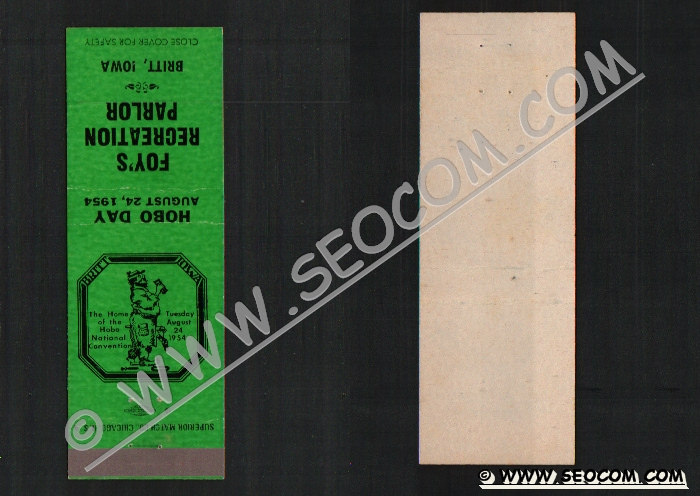 CLOSE COVER FOR SAFETY
BRITT, IOWA
FOY'S
RECREATION
PARLOR
HOBO DAY
AUGUST 24, 1954
BRITT IOWA
The Home
of the
Hobo
National
Convention
Tuesday
August
24
1954
SUPERIOR MATCH CO., CHICAGO U.S.
© WWW.SEOCOM.COM
© WWW.SEOCOM.COM